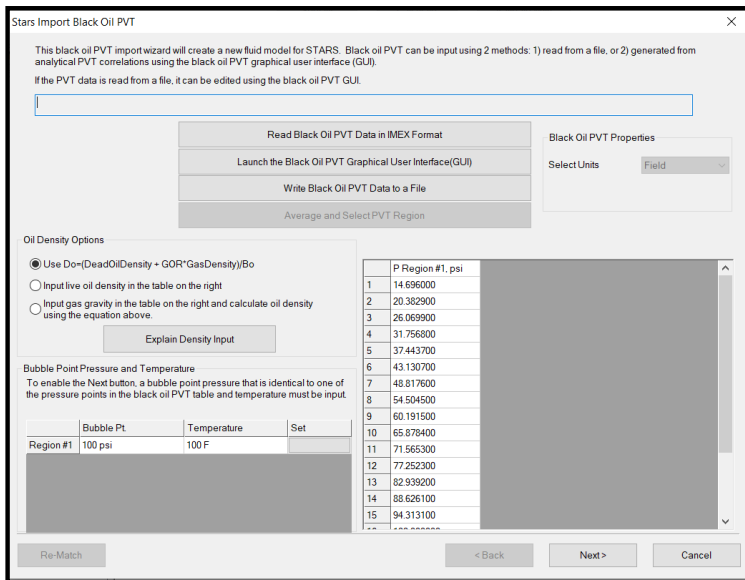 Stars Import Black Oil PVT
This black oil PVT import wizard will create a new fluid model for STARS. Black oil PVT can be input using 2 methods: 1) read from a file, or 2) generated from
analytical PVT correlations using the black oil PVT graphical user interface (GUI).
If the PVT data is read from a file, it can be edited using the black oil PVT GUI.
Read Black Oil PVT Data in IMEX Format
Launch the Black Oil PVT Graphical User Interface(GUI)
Write Black Oil PVT Data to a File
Average and Select PVT Region
Black Oil PVT Properties
Select Units Field
Oil Density Options
Use Do=(DeadOilDensity + GOR*GasDensity)/Bo
Input live oil density in the table on the right
Input gas gravity in the table on the right and calculate oil density
using the equation above.
Explain Density Input
Bubble Point Pressure and Temperature
To enable the Next button, a bubble point pressure that is identical to one of
the pressure points in the black oil PVT table and temperature must be input.
Bubble Pt. Temperature Set
Region #1 100 psi 100 F
P Region #1, psi
1 14.696000
2 20.382900
3 26.069900
4 31.756800
5 37.443700
6 43.130700
7 48.817600
8 54.504500
9 60.191500
10 65.878400
11 71.565300
12 77.252300
13 82.939200
14 88.626100
15 94.313100
Re-Match
< Back
Next >
Cancel